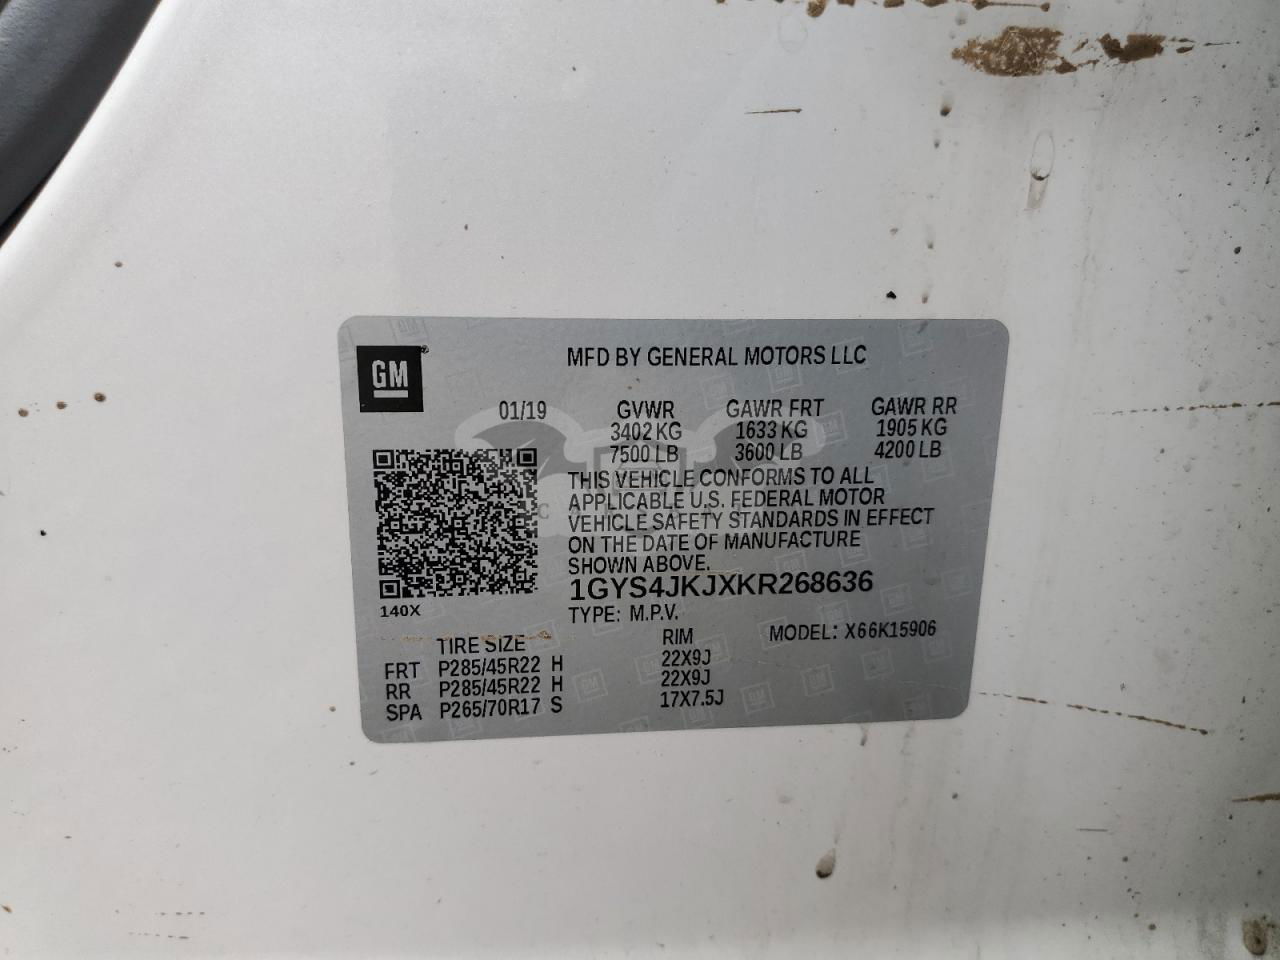 GM
MFD BY GENERAL MOTORS LLC
01/19 GVWR GAWR FRT GAWR RR
3402 KG 1633 KG 1905 KG
7500 LB 3600 LB 4200 LB
THIS VEHICLE CONFORMS TO ALL
APPLICABLE U.S. FEDERAL MOTOR
VEHICLE SAFETY STANDARDS IN EFFECT
ON THE DATE OF MANUFACTURE
SHOWN ABOVE.
1GYS4JKJXKR268636
140X
TYPE: M.P.V.
TIRE SIZE RIM MODEL: X66K15906
FRT P285/45R22 H 22X9J
RR P285/45R22 H 22X9J
SPA P265/70R17 S 17X7.5J